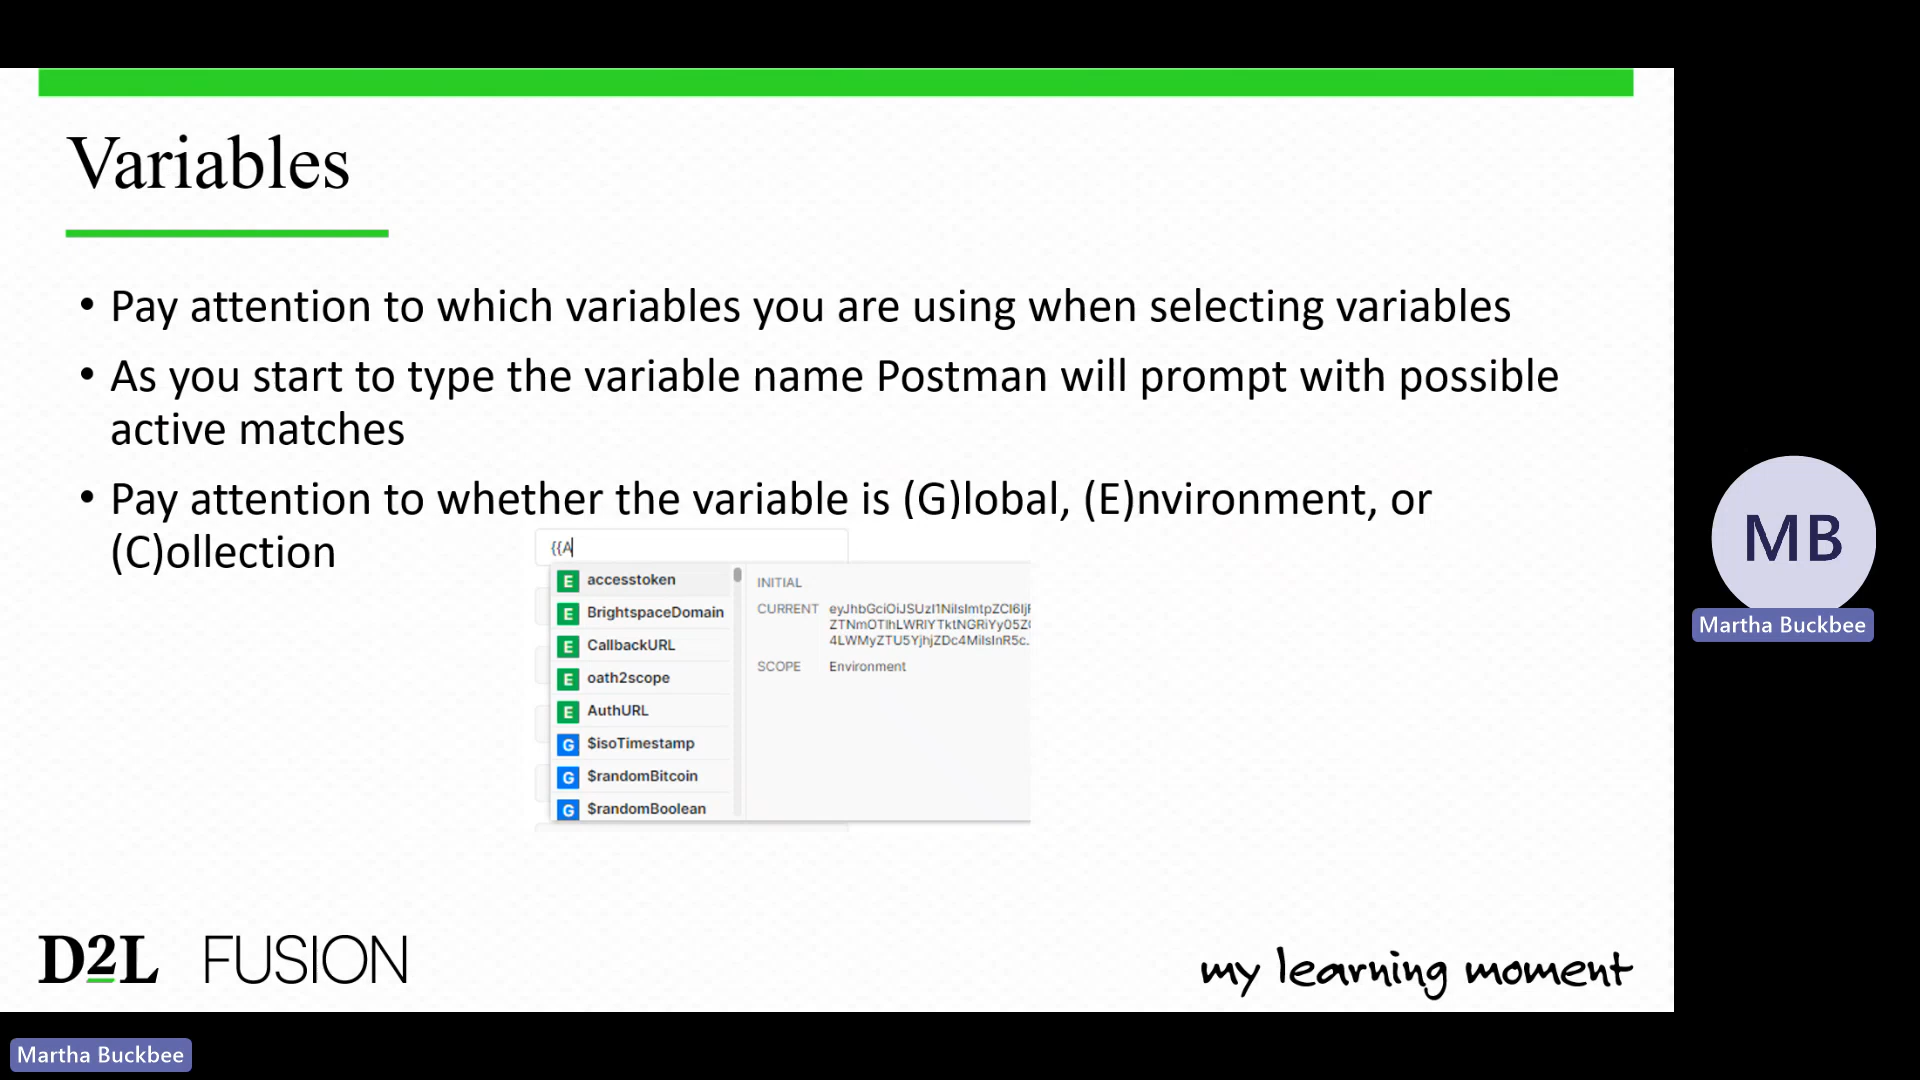 Variables
• Pay attention to which variables you are using when selecting variables
• As you start to type the variable name Postman will prompt with possible
active matches
• Pay attention to whether the variable is (G)lobal, (E)nvironment, or
(C)ollection
{{A
E accesstoken
E BrightspaceDomain
E CallbackURL
E oath2scope
E AuthURL
G $isoTimestamp
G $randomBitcoin
G $randomBoolean
INITIAL
CURRENT
SCOPE Environment
MB
Martha Buckbee
D2L FUSION
my learning moment
Martha Buckbee